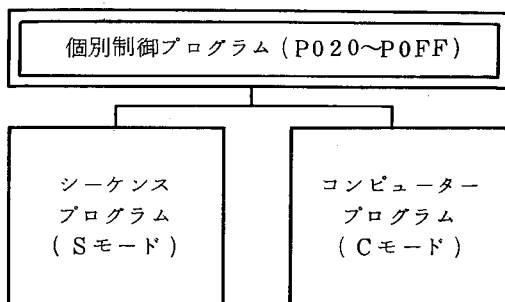 個別制御プログラム(P020~P0FF)
シーケンス
プログラム
(Sモード)
コンピューター
プログラム
(Cモード)